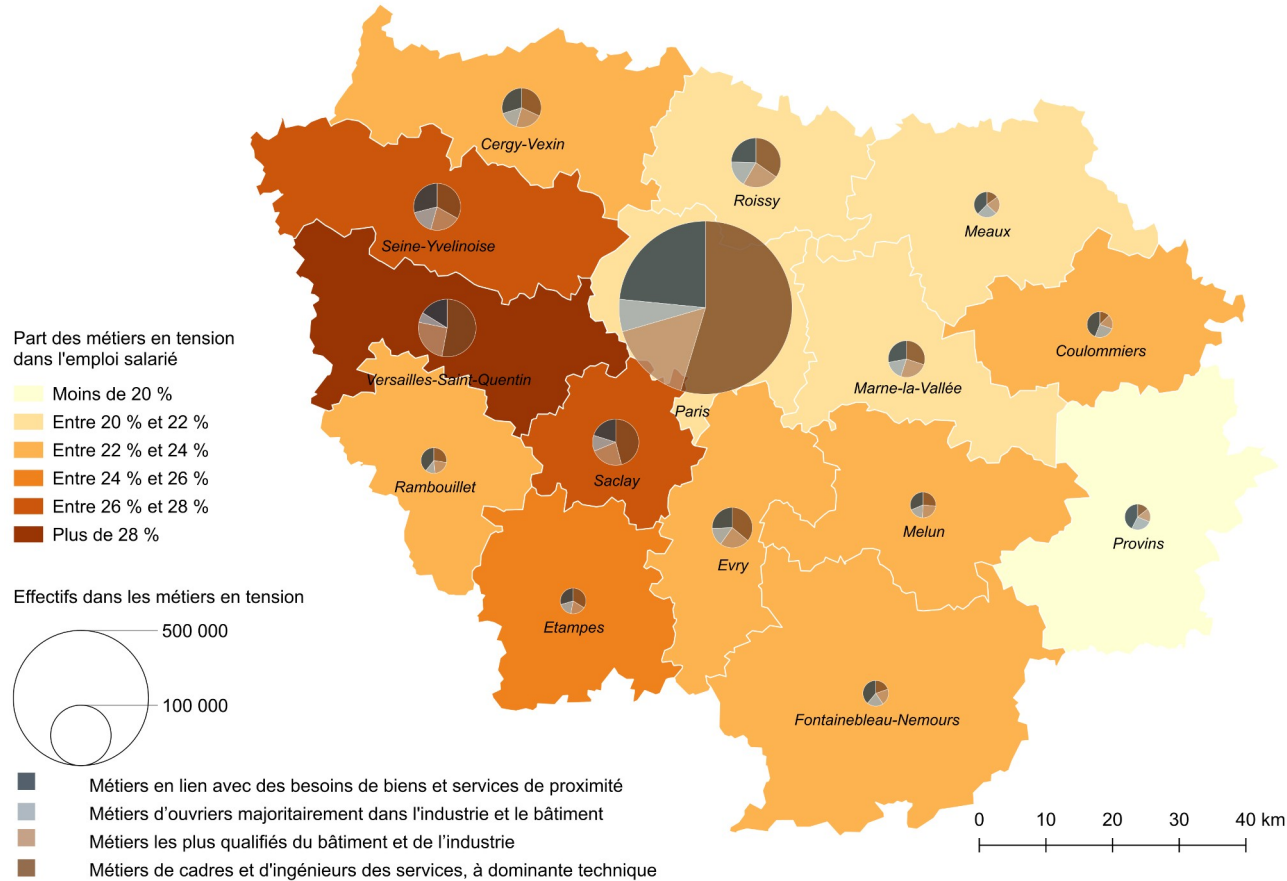 Cergy-Vexin
Roissy
Meaux
Seine-Yvelinoise
Coulommiers
Marne-la-Vallée
Versailles-Saint-Quentin
Paris
Rambouillet
Saclay
Melun
Provins
Evry
Etampes
Fontainebleau-Nemours
Part des métiers en tension
dans l'emploi salarié
Moins de 20 %
Entre 20 % et 22 %
Entre 22 % et 24 %
Entre 24 % et 26 %
Entre 26 % et 28 %
Plus de 28 %
Effectifs dans les métiers en tension
500 000
100 000
Métiers en lien avec des besoins de biens et services de proximité
Métiers d’ouvriers majoritairement dans l'industrie et le bâtiment
Métiers les plus qualifiés du bâtiment et de l’industrie
Métiers de cadres et d'ingénieurs des services, à dominante technique
0 10 20 30 40 km